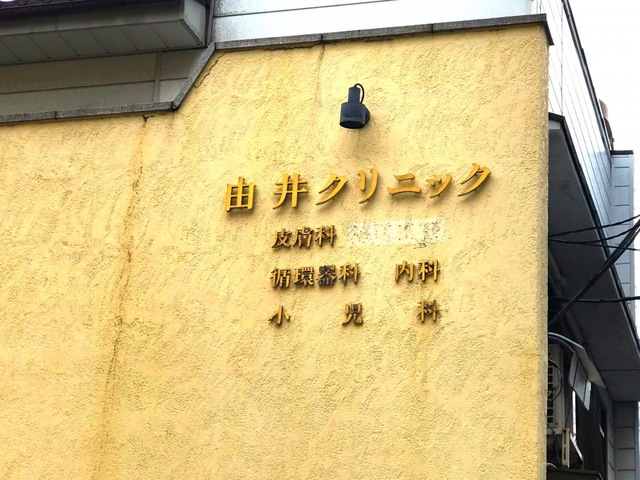 由井クリニック
皮膚科
循環器科 内科
小児科